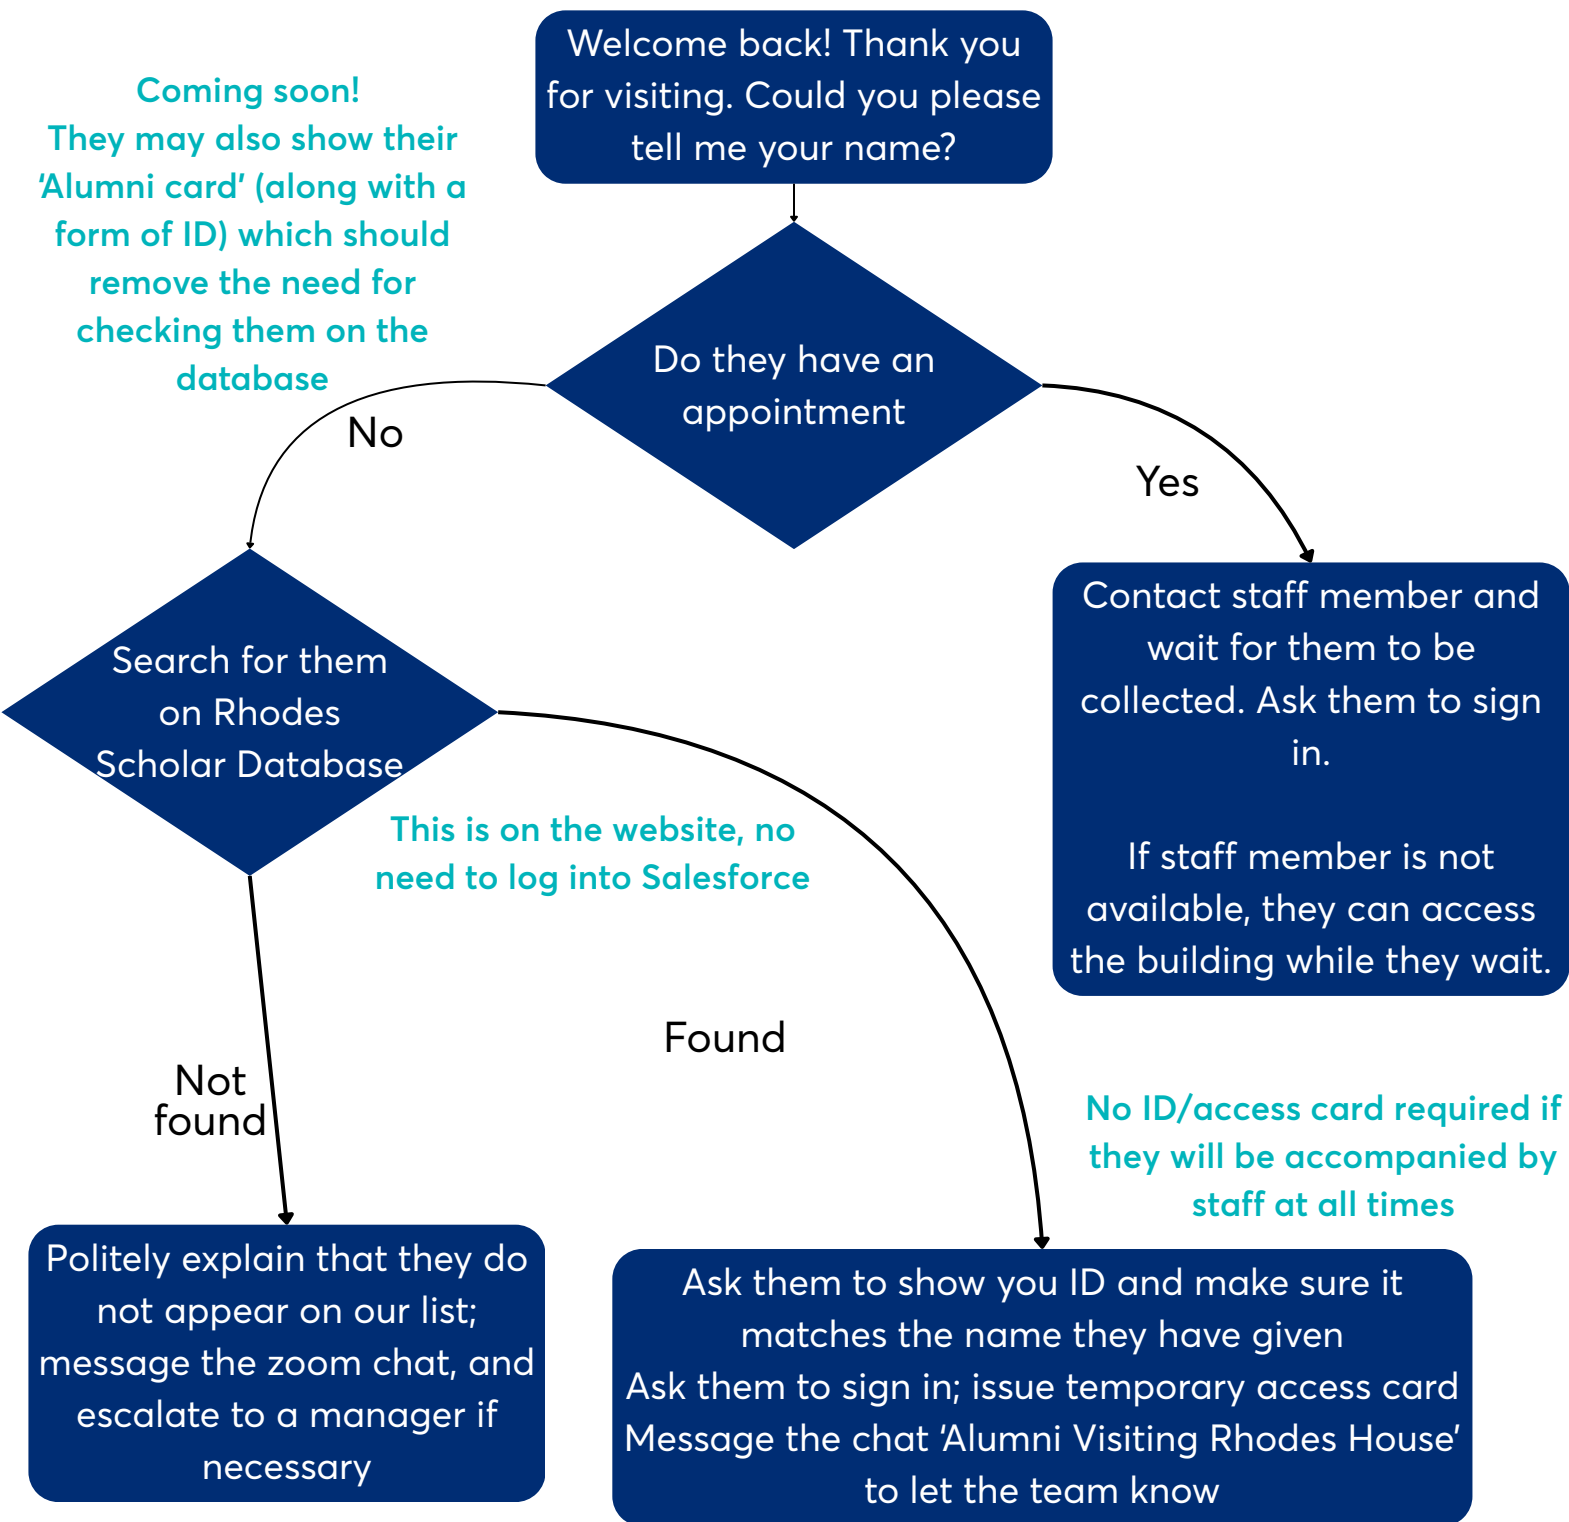 Welcome back! Thank you
for visiting. Could you please
tell me your name?
Coming soon!
They may also show their
‘Alumni card’ (along with a
form of ID) which should
remove the need for
checking them on the
database
Do they have an
appointment
No
Yes
Contact staff member and
wait for them to be
collected. Ask them to sign
in.
If staff member is not
available, they can access
the building while they wait.
Search for them
on Rhodes
Scholar Database
This is on the website, no
need to log into Salesforce
Found
Not
found
No ID/access card required if
they will be accompanied by
staff at all times
Politely explain that they do
not appear on our list;
message the zoom chat, and
escalate to a manager if
necessary
Ask them to show you ID and make sure it
matches the name they have given
Ask them to sign in; issue temporary access card
Message the chat ‘Alumni Visiting Rhodes House’
to let the team know